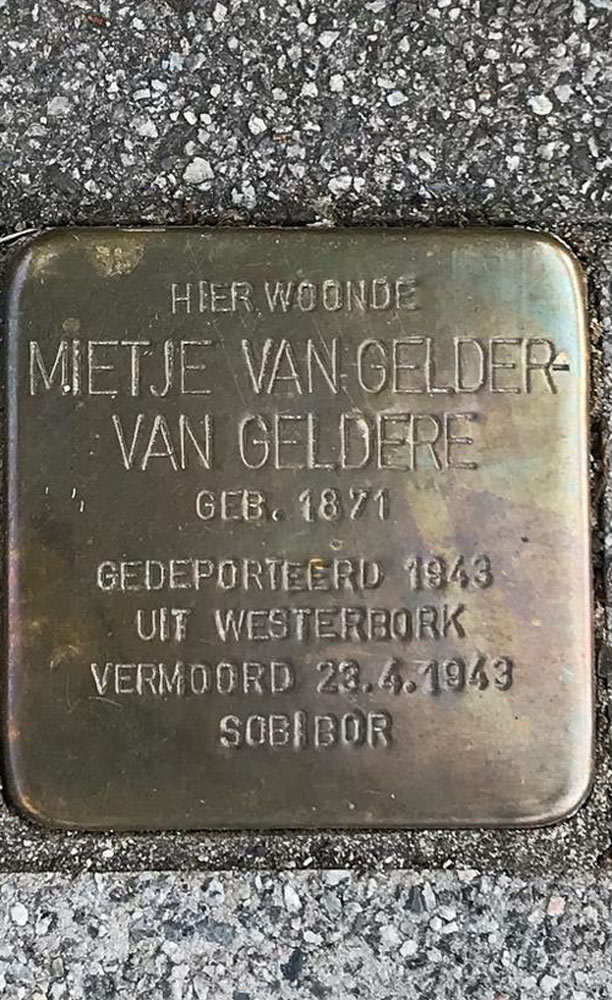 HIER WOONDE
MIETJE VAN GELDER-
VAN GELDERE
GEB. 1871
GEDEPORTEERD 1943
UIT WESTERBORK
VERMOORD 23.4.1943
SOBIBOR